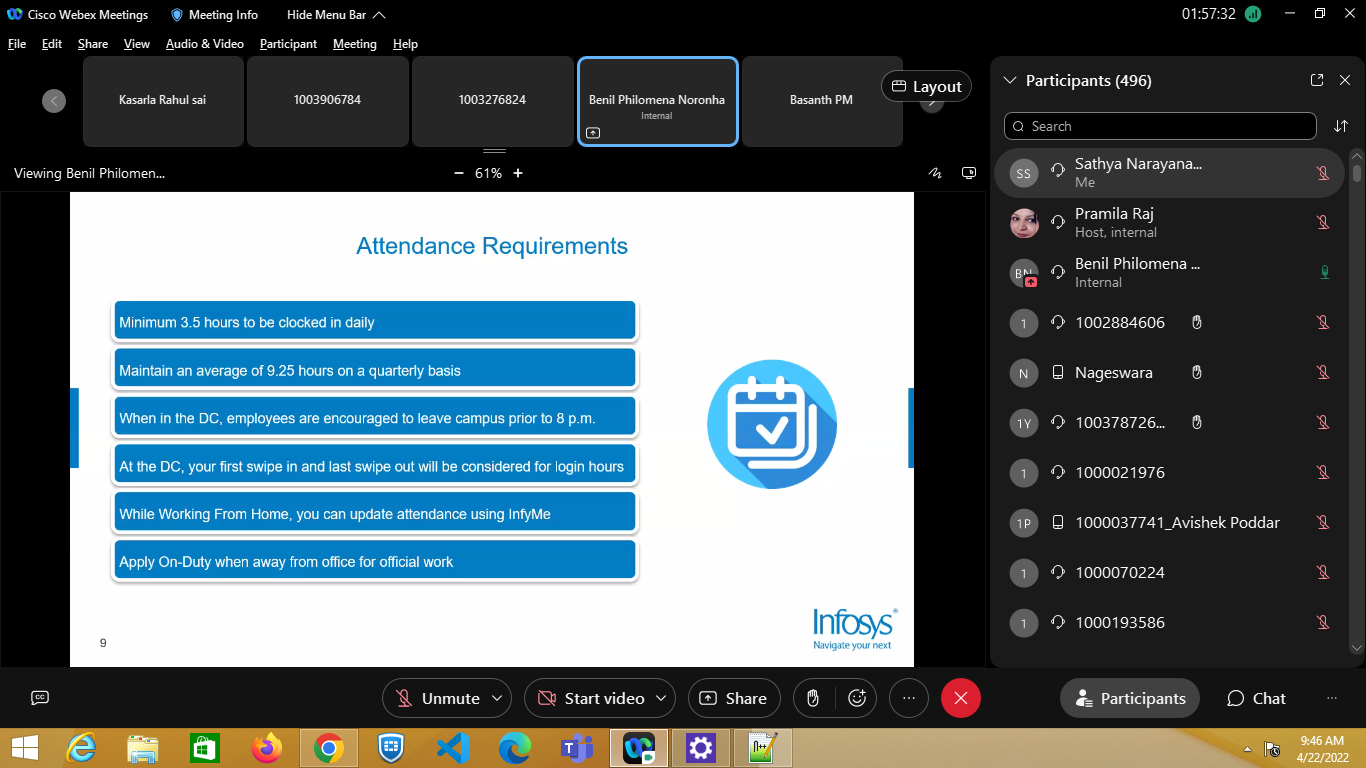 Cisco Webex Meetings
Meeting Info
Hide Menu Bar
01:57:32
File Edit Share View Audio & Video Participant Meeting Help
Kasarla Rahul sai
1003906784
1003276824
Benil Philomena Noronha
Internal
Basanth PM
Layout
Viewing Benil Philomen...
61%
Attendance Requirements
Minimum 3.5 hours to be clocked in daily
Maintain an average of 9.25 hours on a quarterly basis
When in the DC, employees are encouraged to leave campus prior to 8 p.m.
At the DC, your first swipe in and last swipe out will be considered for login hours
While Working From Home, you can update attendance using InfyMe
Apply On-Duty when away from office for official work
9
Infosys®
Navigate your next
Participants (496)
Search
SS
Sathya Narayana...
Me
Pramila Raj
Host, internal
BN
Benil Philomena ...
Internal
1
1002884606
N
Nageswara
1Y
100378726...
1
1000021976
1P
1000037741_Avishek Poddar
1
1000070224
1
1000193586
CC
Unmute
Start video
Share
Participants
Chat
9:46 AM
4/22/2022